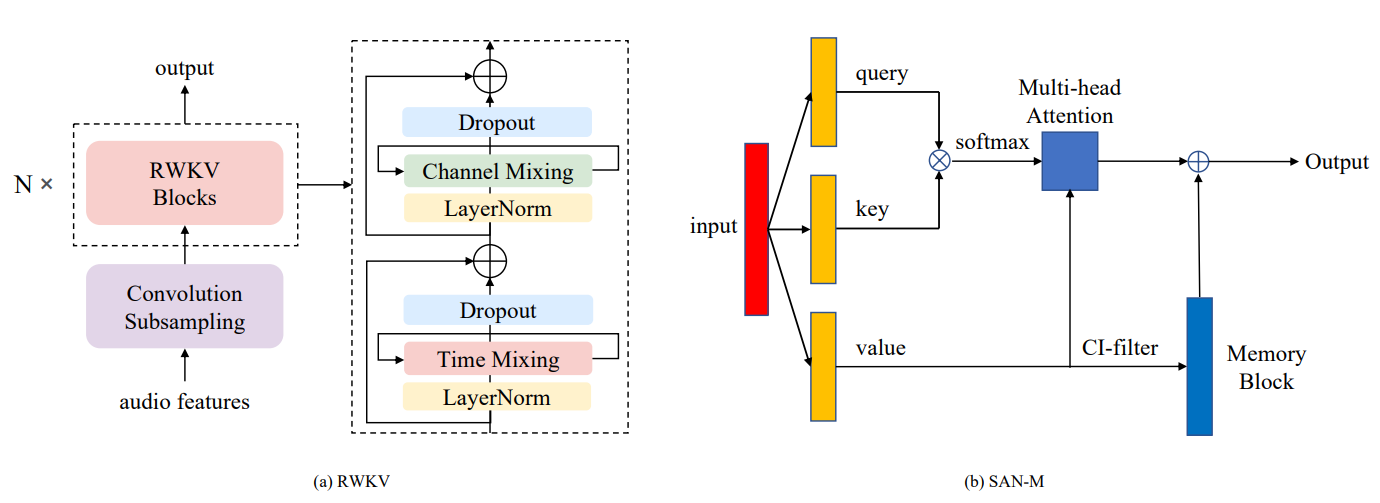 output
N ×
RWKV
Blocks
Convolution
Subsampling
audio features
Dropout
Channel Mixing
LayerNorm
Dropout
Time Mixing
LayerNorm
(a) RWKV
input
query
key
value
softmax
Multi-head
Attention
Output
CI-filter
Memory
Block
(b) SAN-M